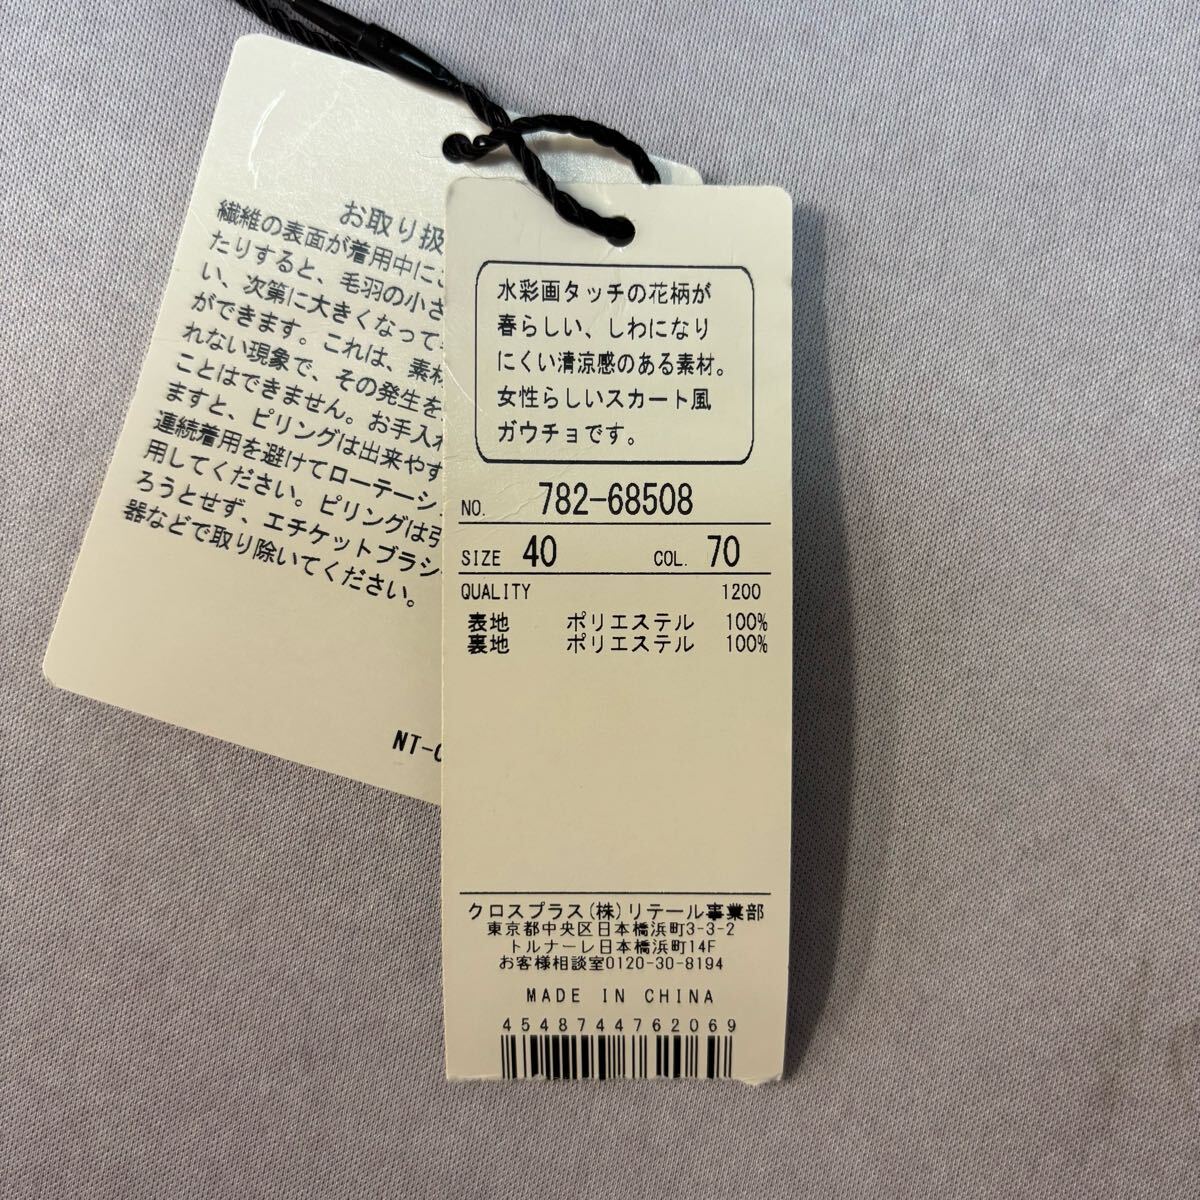 お取り扱
繊維の表面が着用中に
たりすると、毛羽の小さ
い、次第に大きくなって
ができます。これは、素材
れない現象で、その発生を
ことはできません。お手入れ
ますと、ピリングは出来やす
連続着用を避けてローテーシ
用してください。ピリングは引
ろうとせず、エチケットブラシ
器などで取り除いてください。
NT-
水彩画タッチの花柄が
春らしい、しわになり
にくい清涼感のある素材。
女性らしいスカート風
ガウチョです。
NO. 782-68508
SIZE 40 COL. 70
QUALITY 1200
表地 ポリエステル 100%
裏地 ポリエステル 100%
クロスプラス(株)リテール事業部
東京都中央区日本橋浜町3-3-2
トルナーレ日本橋浜町14F
お客様相談室0120-30-8194
MADE IN CHINA
4548744762069